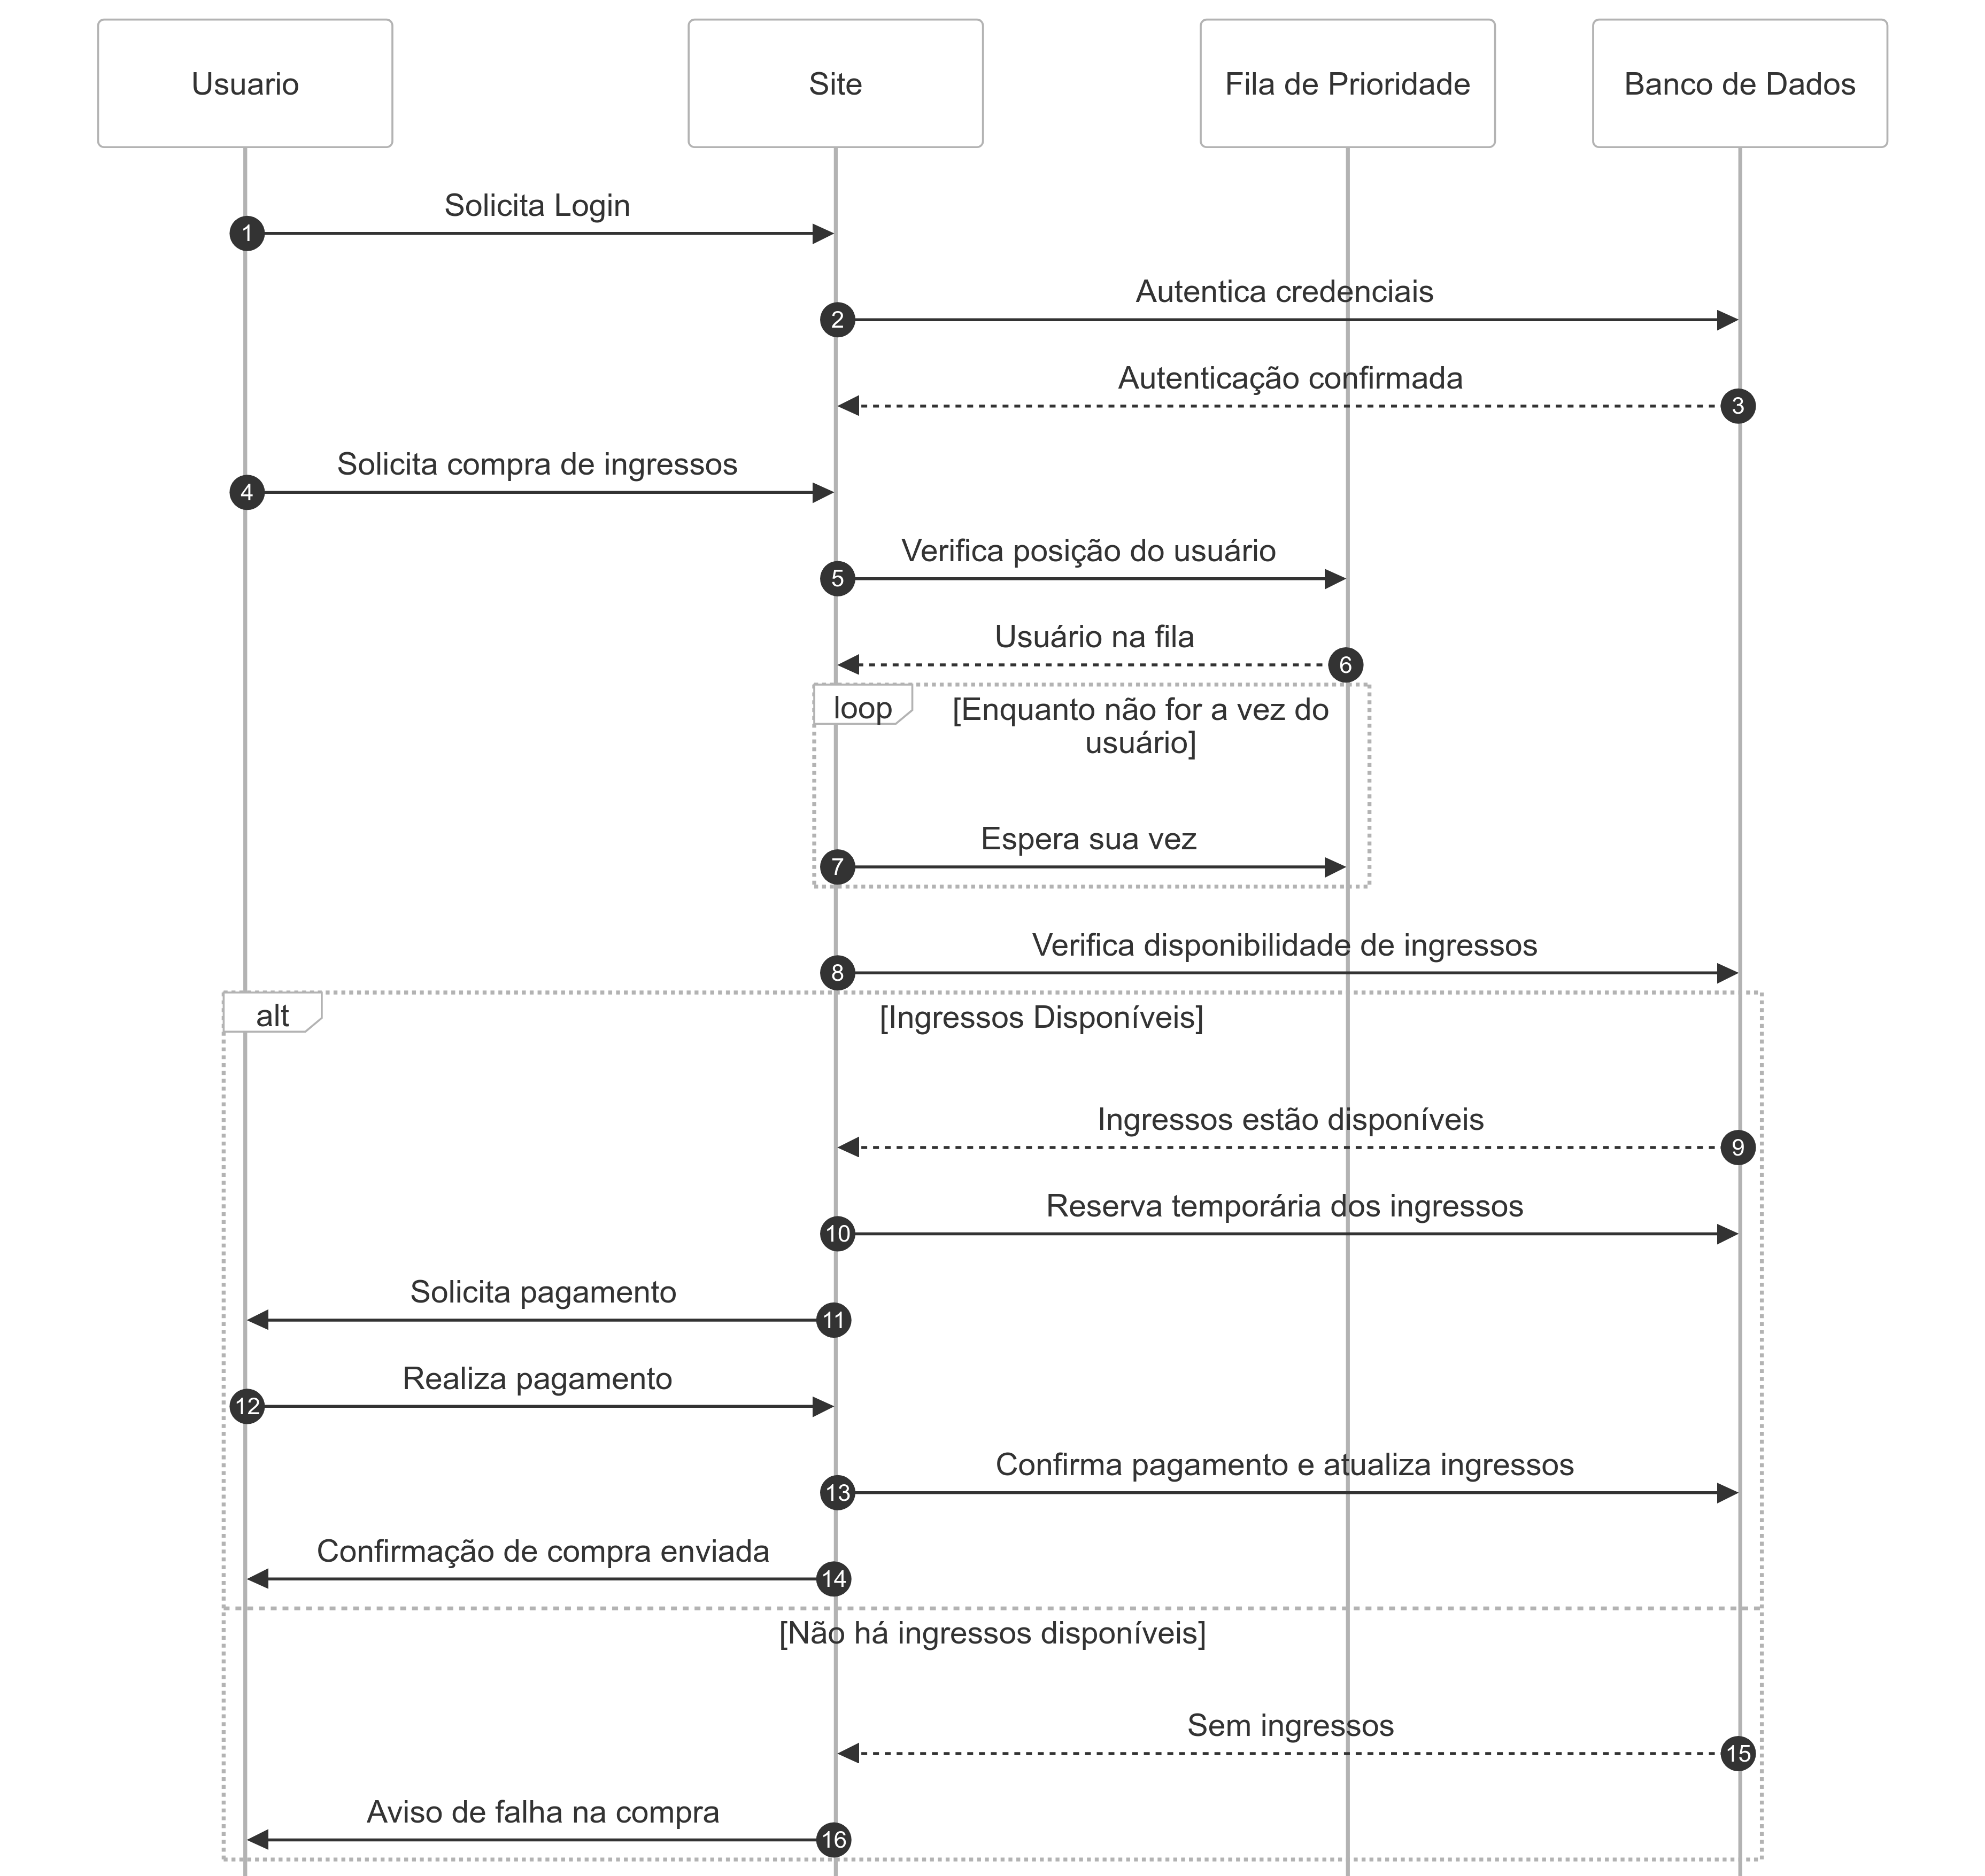 Usuario
Site
Fila de Prioridade
Banco de Dados
Solicita Login
1
Autentica credenciais
2
Autenticação confirmada
3
Solicita compra de ingressos
4
Verifica posição do usuário
5
Usuário na fila
6
loop
[Enquanto não for a vez do
usuário]
Espera sua vez
7
Verifica disponibilidade de ingressos
8
alt
[Ingressos Disponíveis]
Ingressos estão disponíveis
9
Reserva temporária dos ingressos
10
Solicita pagamento
11
Realiza pagamento
12
Confirma pagamento e atualiza ingressos
13
Confirmação de compra enviada
14
[Não há ingressos disponíveis]
Sem ingressos
15
Aviso de falha na compra
16